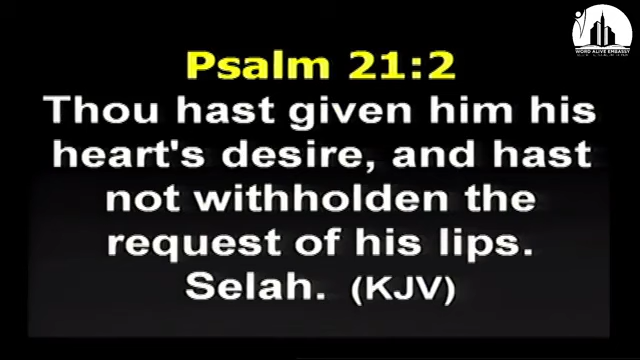 WORD ALIVE EMBASSY
Psalm 21:2
Thou hast given him his
heart's desire, and hast
not withholden the
request of his lips.
Selah. (KJV)